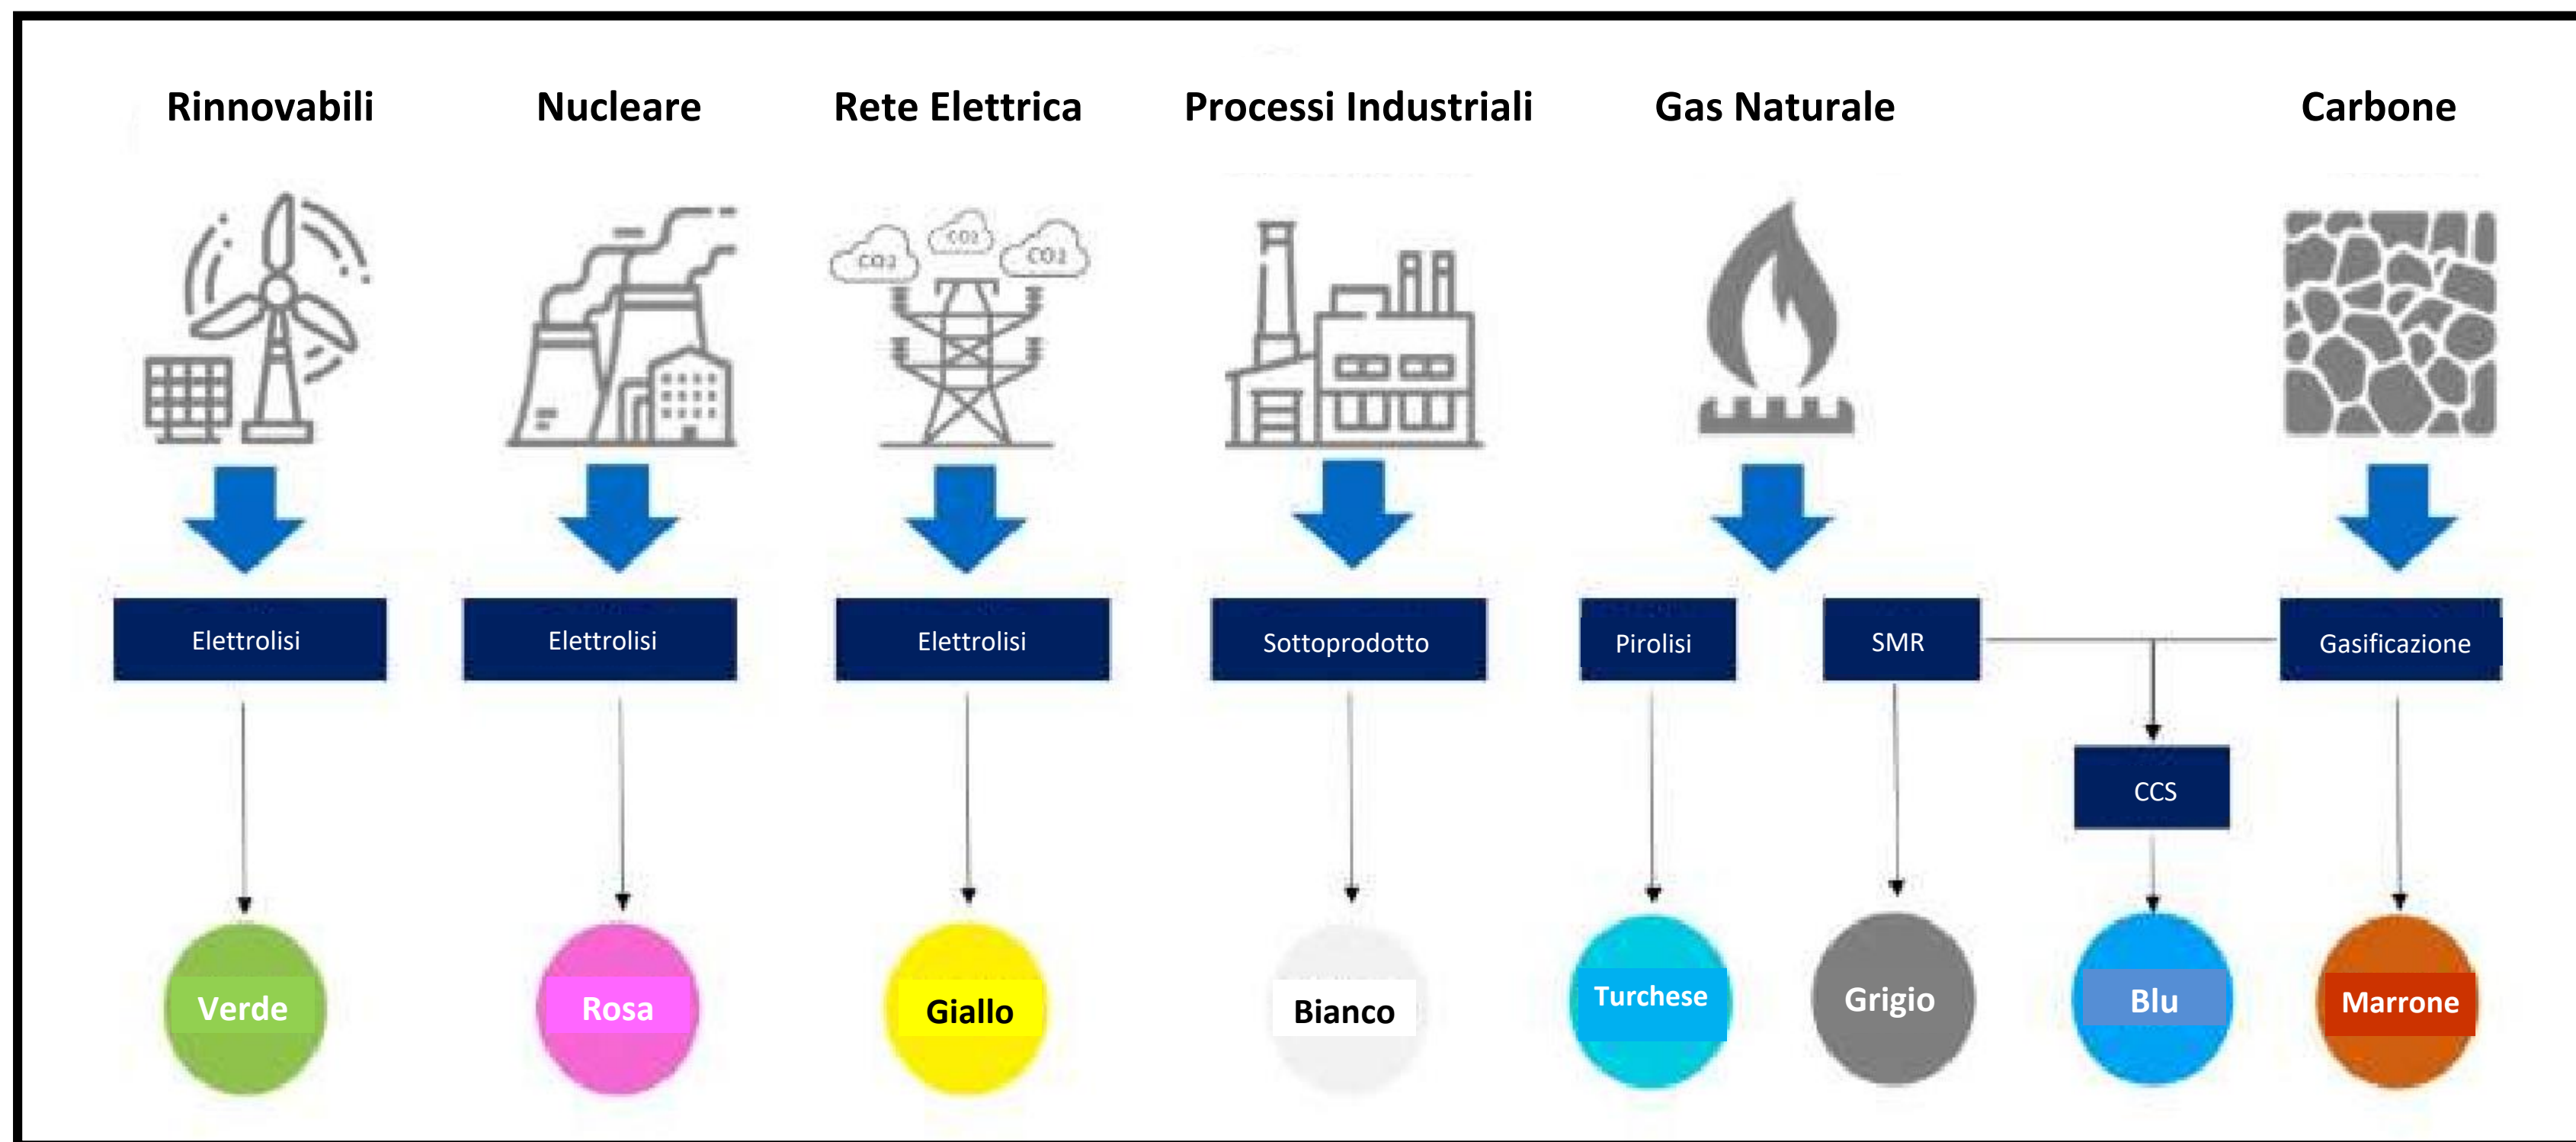 Rinnovabili
Nucleare
Rete Elettrica
Processi Industriali
Gas Naturale
Carbone
CO2
CO2
CO2
Elettrolisi
Elettrolisi
Elettrolisi
Sottoprodotto
Pirolisi
SMR
Gasificazione
CCS
Verde
Rosa
Giallo
Bianco
Turchese
Grigio
Blu
Marrone